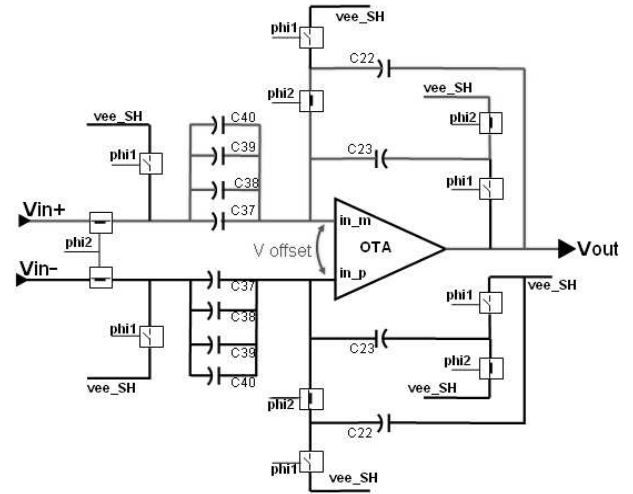 vee_SH
phi1
C22
phi2
vee_SH
vee_SH
C40
phi2
phi1
C39
C23
phi1
C38
Vin+
C37
in_m
phi2
V offset
OTA
Vout
Vin-
in_p
C37
vee_SH
phi1
C38
phi1
C39
C23
phi2
vee_SH
C40
phi2
vee_SH
C22
phi1
vee_SH